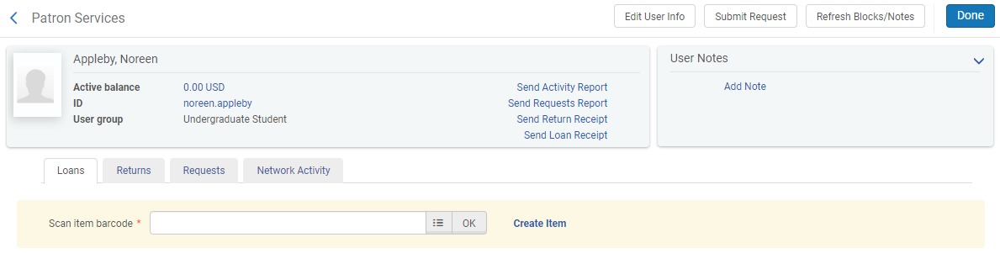 Patron Services
Edit User Info
Submit Request
Refresh Blocks/Notes
Done
Appleby, Noreen
Active balance 0.00 USD Send Activity Report
ID noreen.appleby Send Requests Report
User group Undergraduate Student Send Return Receipt
Send Loan Receipt
User Notes
Add Note
Loans Returns Requests Network Activity
Scan item barcode * OK Create Item